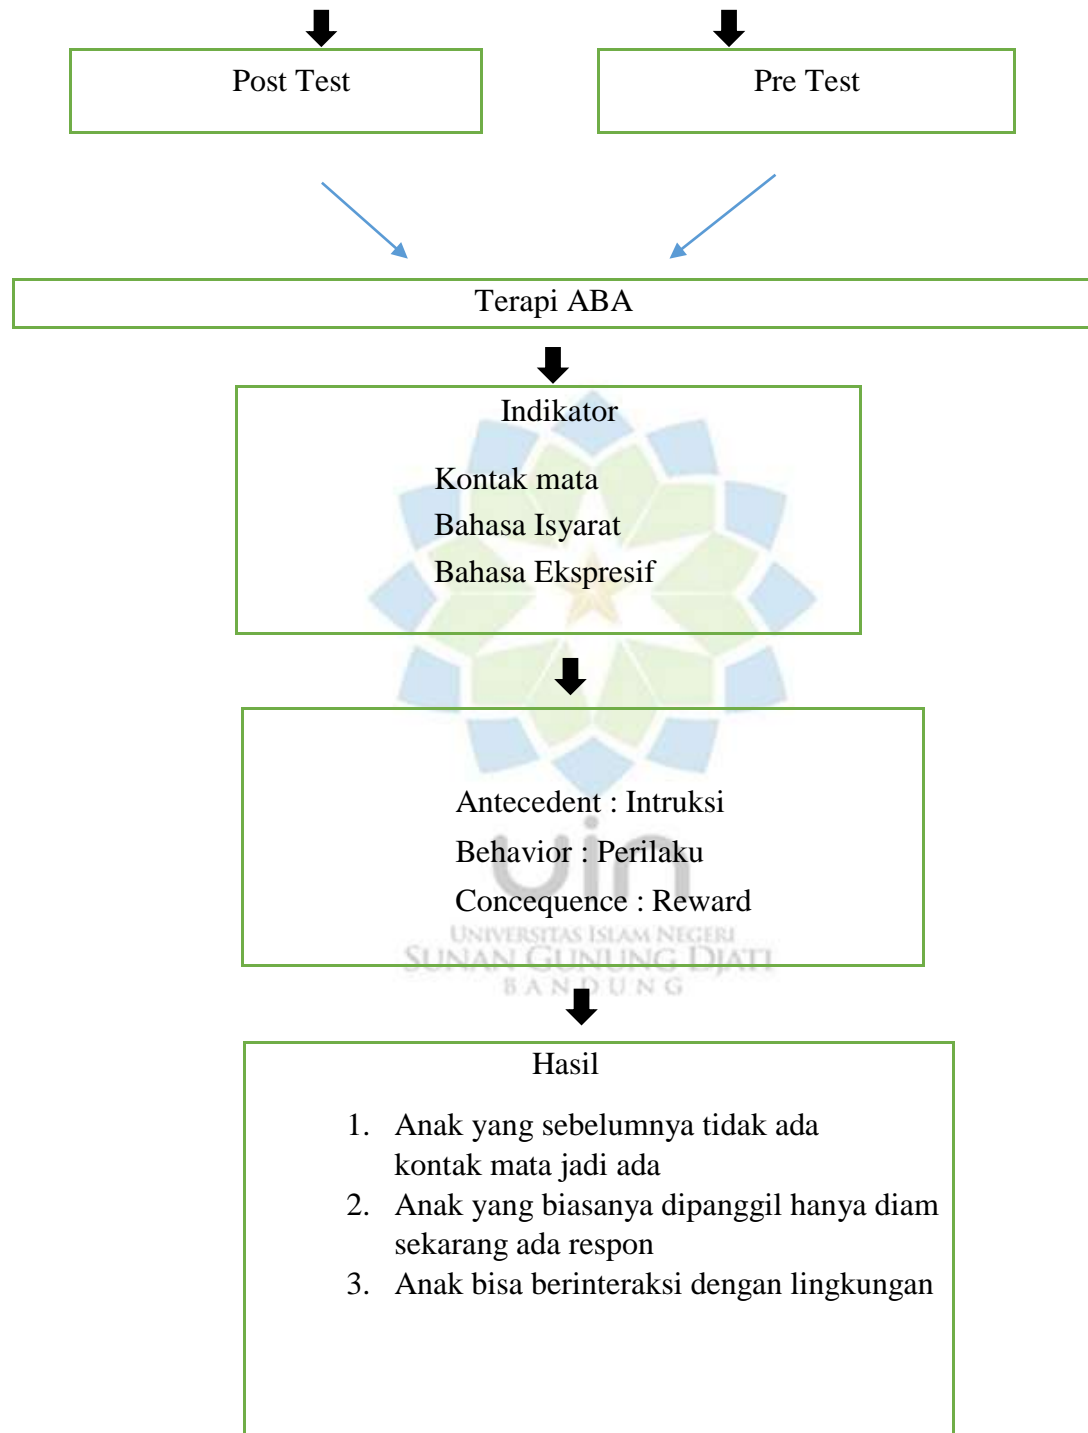 Post Test
Pre Test
Terapi ABA
Indikator
Kontak mata
Bahasa Isyarat
Bahasa Ekspresif
Antecedent : Intruksi
Behavior : Perilaku
Concequence : Reward
uin
UNIVERSITAS ISLAM NEGERI
SUNAN GUNUNG DJATI
BANDUNG
Hasil
1. Anak yang sebelumnya tidak ada
kontak mata jadi ada
2. Anak yang biasanya dipanggil hanya diam
sekarang ada respon
3. Anak bisa berinteraksi dengan lingkungan